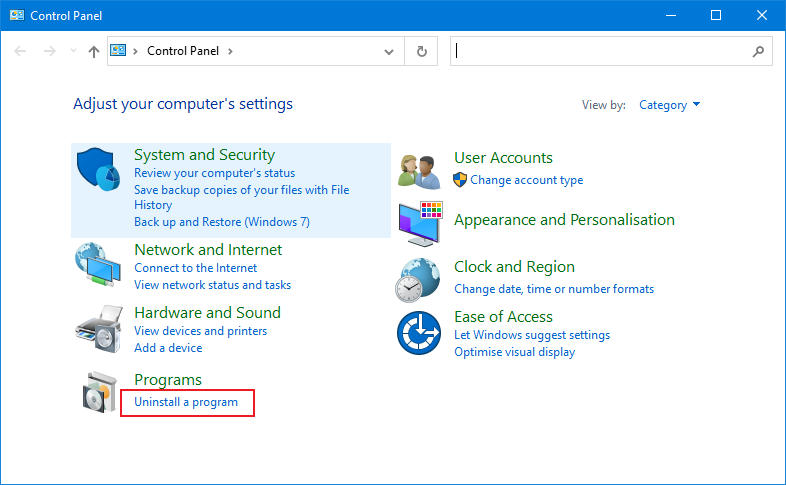 Control Panel
Control Panel
Adjust your computer's settings
View by: Category
System and Security
Review your computer's status
Save backup copies of your files with File
History
Back up and Restore (Windows 7)
Network and Internet
Connect to the Internet
View network status and tasks
Hardware and Sound
View devices and printers
Add a device
Programs
Uninstall a program
User Accounts
Change account type
Appearance and Personalisation
Clock and Region
Change date, time or number formats
Ease of Access
Let Windows suggest settings
Optimise visual display